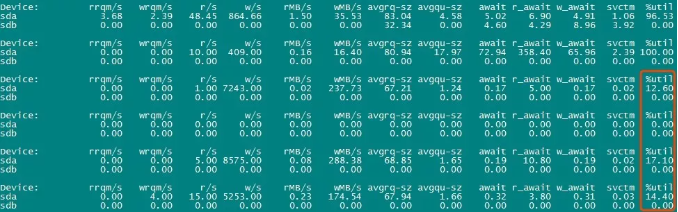 Device: rrqm/s wrqm/s r/s w/s rMB/s wMB/s avgrq-sz avgqu-sz await r_await w_await svctm %util
sda 3.68 2.39 48.45 864.66 1.50 35.53 83.04 4.58 5.02 6.90 4.91 1.06 96.53
sdb 0.00 0.00 0.00 0.00 0.00 0.00 32.34 0.00 4.60 4.29 8.96 3.92 0.00
Device: rrqm/s wrqm/s r/s w/s rMB/s wMB/s avgrq-sz avgqu-sz await r_await w_await svctm %util
sda 0.00 0.00 10.00 409.00 0.16 16.40 80.94 17.97 72.94 358.40 65.96 2.39 100.00
sdb 0.00 0.00 0.00 0.00 0.00 0.00 0.00 0.00 0.00 0.00 0.00 0.00 0.00
Device: rrqm/s wrqm/s r/s w/s rMB/s wMB/s avgrq-sz avgqu-sz await r_await w_await svctm %util
sda 0.00 0.00 1.00 7243.00 0.02 237.73 67.21 1.24 0.17 5.00 0.17 0.02 12.60
sdb 0.00 0.00 0.00 0.00 0.00 0.00 0.00 0.00 0.00 0.00 0.00 0.00 0.00
Device: rrqm/s wrqm/s r/s w/s rMB/s wMB/s avgrq-sz avgqu-sz await r_await w_await svctm %util
sda 0.00 0.00 0.00 0.00 0.00 0.00 0.00 0.00 0.00 0.00 0.00 0.00 0.00
sdb 0.00 0.00 0.00 0.00 0.00 0.00 0.00 0.00 0.00 0.00 0.00 0.00 0.00
Device: rrqm/s wrqm/s r/s w/s rMB/s wMB/s avgrq-sz avgqu-sz await r_await w_await svctm %util
sda 0.00 0.00 5.00 8575.00 0.08 288.38 68.85 1.65 0.19 10.80 0.19 0.02 17.10
sdb 0.00 0.00 0.00 0.00 0.00 0.00 0.00 0.00 0.00 0.00 0.00 0.00 0.00
Device: rrqm/s wrqm/s r/s w/s rMB/s wMB/s avgrq-sz avgqu-sz await r_await w_await svctm %util
sda 0.00 4.00 15.00 5253.00 0.23 174.54 67.94 1.66 0.32 3.80 0.31 0.03 14.40
sdb 0.00 0.00 0.00 0.00 0.00 0.00 0.00 0.00 0.00 0.00 0.00 0.00 0.00